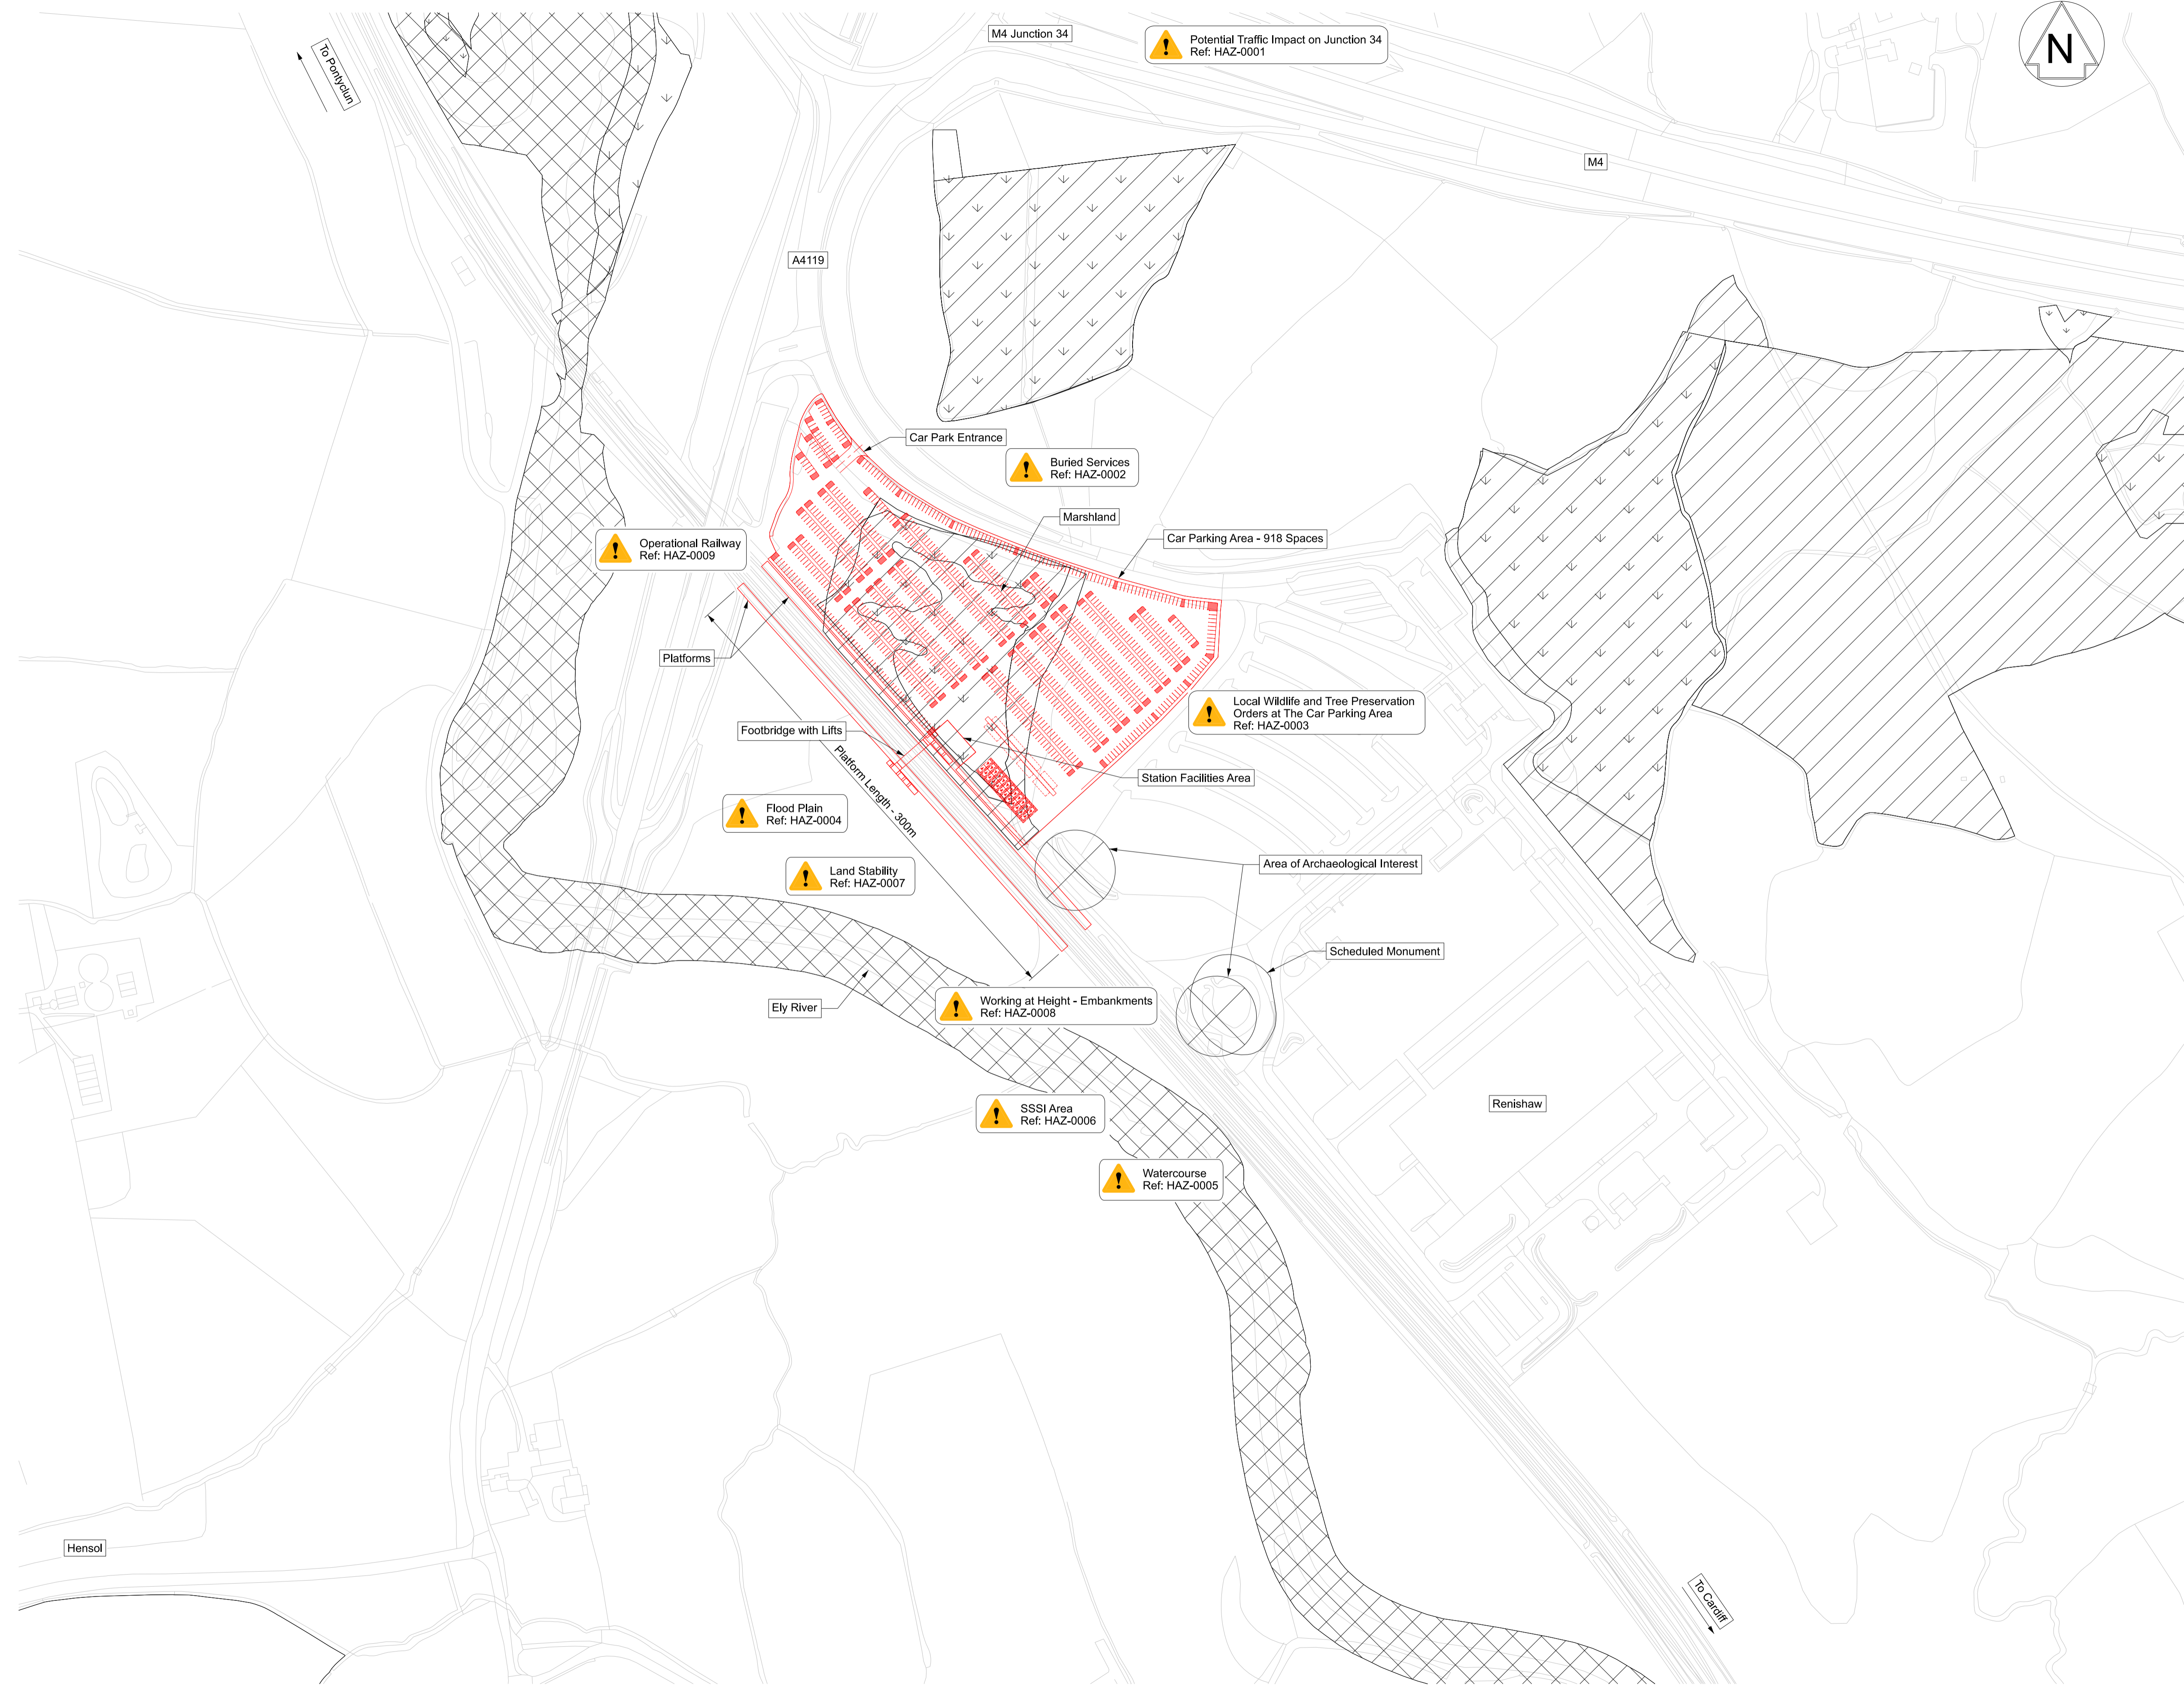 M4 Junction 34
Potential Traffic Impact on Junction 34
Ref: HAZ-0001
N
To Pontyclun
M4
A4119
Car Park Entrance
Buried Services
Ref: HAZ-0002
Marshland
Car Parking Area - 918 Spaces
Operational Railway
Ref: HAZ-0009
Platforms
Local Wildlife and Tree Preservation
Orders at The Car Parking Area
Ref: HAZ-0003
Footbridge with Lifts
Platform Length - 300m
Station Facilities Area
Flood Plain
Ref: HAZ-0004
Land Stability
Ref: HAZ-0007
Area of Archaeological Interest
Scheduled Monument
Ely River
Working at Height - Embankments
Ref: HAZ-0008
SSSI Area
Ref: HAZ-0006
Renishaw
Watercourse
Ref: HAZ-0005
Hensol
To Cardiff